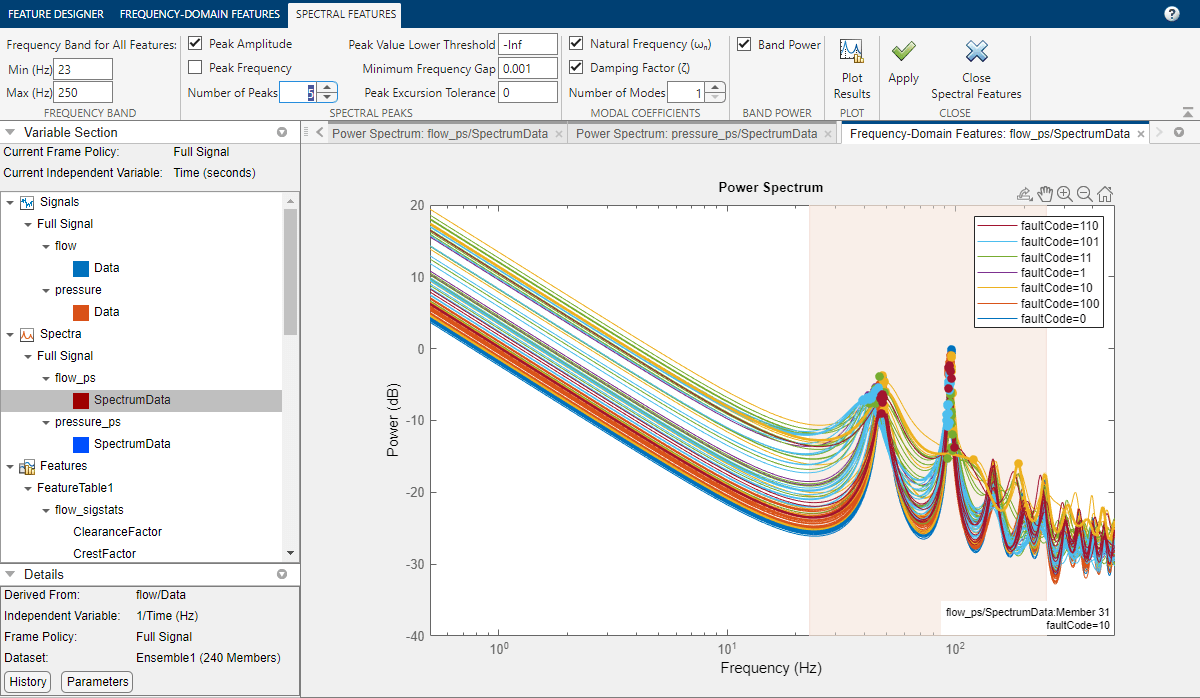 FEATURE DESIGNER FREQUENCY-DOMAIN FEATURES SPECTRAL FEATURES ?
Frequency Band for All Features:
Min (Hz) 23
Max (Hz) 250
FREQUENCY BAND
Peak Amplitude
Peak Frequency
Number of Peaks 5
Peak Value Lower Threshold -Inf
Minimum Frequency Gap 0.001
Peak Excursion Tolerance 0
SPECTRAL PEAKS
Natural Frequency (ωn)
Damping Factor (ζ)
Number of Modes 1
MODAL COEFFICIENTS
Band Power
BAND POWER
Plot
Results
PLOT
Apply
Close
Spectral Features
CLOSE
Variable Section
Current Frame Policy: Full Signal
Current Independent Variable: Time (seconds)
Signals
Full Signal
flow
Data
pressure
Data
Spectra
Full Signal
flow_ps
SpectrumData
pressure_ps
SpectrumData
Features
FeatureTable1
flow_sigstats
ClearanceFactor
CrestFactor
Details
Derived From: flow/Data
Independent Variable: 1/Time (Hz)
Frame Policy: Full Signal
Dataset: Ensemble1 (240 Members)
History Parameters
Power Spectrum: flow_ps/SpectrumData × Power Spectrum: pressure_ps/SpectrumData × Frequency-Domain Features: flow_ps/SpectrumData ×
Power Spectrum
20
10
0
-10
-20
-30
-40
Power (dB)
faultCode=110
faultCode=101
faultCode=11
faultCode=1
faultCode=10
faultCode=100
faultCode=0
flow_ps/SpectrumData:Member 31
faultCode=10
10⁰ 10¹ 10²
Frequency (Hz)